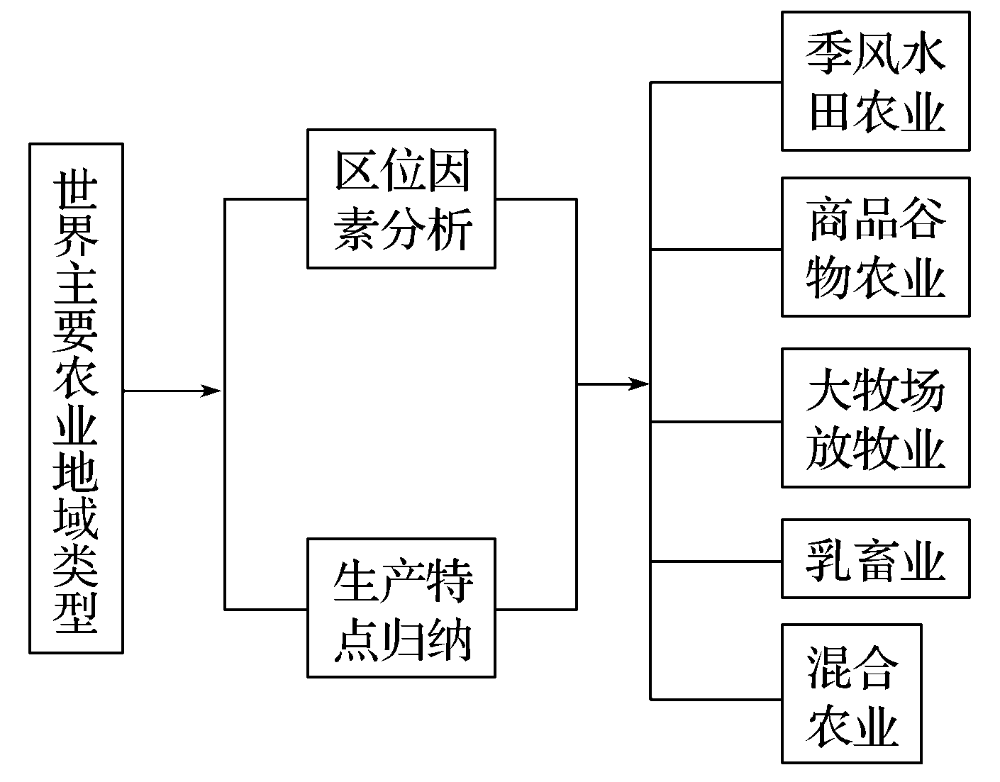 世界主要农业地域类型
区位因
素分析
生产特
点归纳
季风水
田农业
商品谷
物农业
大牧场
放牧业
乳畜业
混合
农业